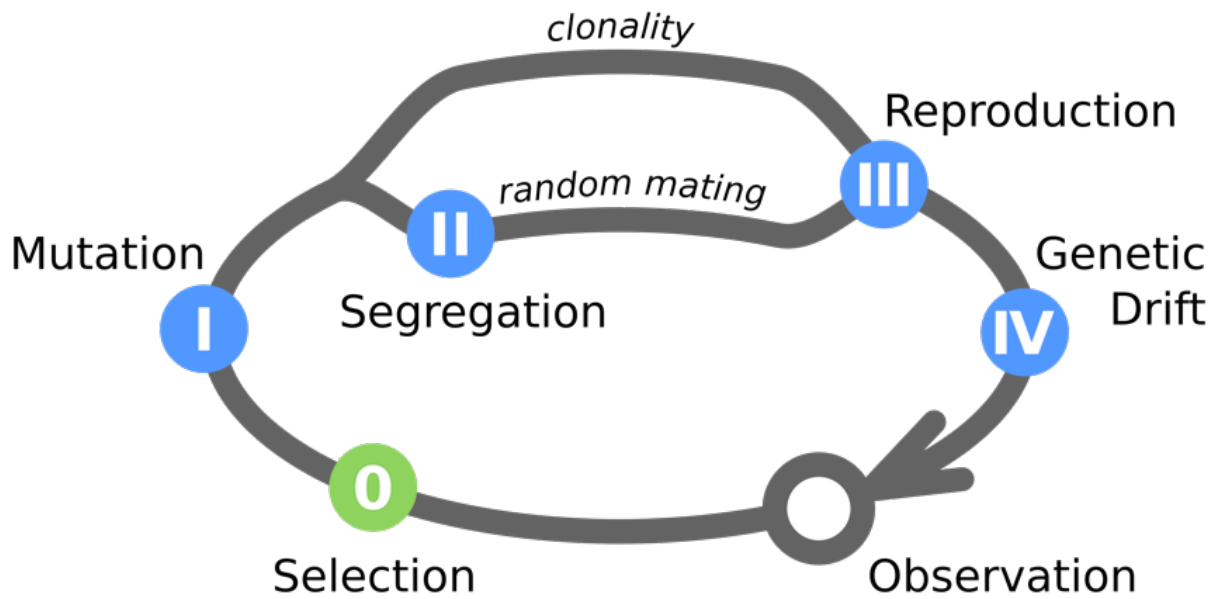 clonality
Reproduction
random mating
III
II
Mutation
Genetic
Drift
Segregation
I
IV
0
Selection
Observation